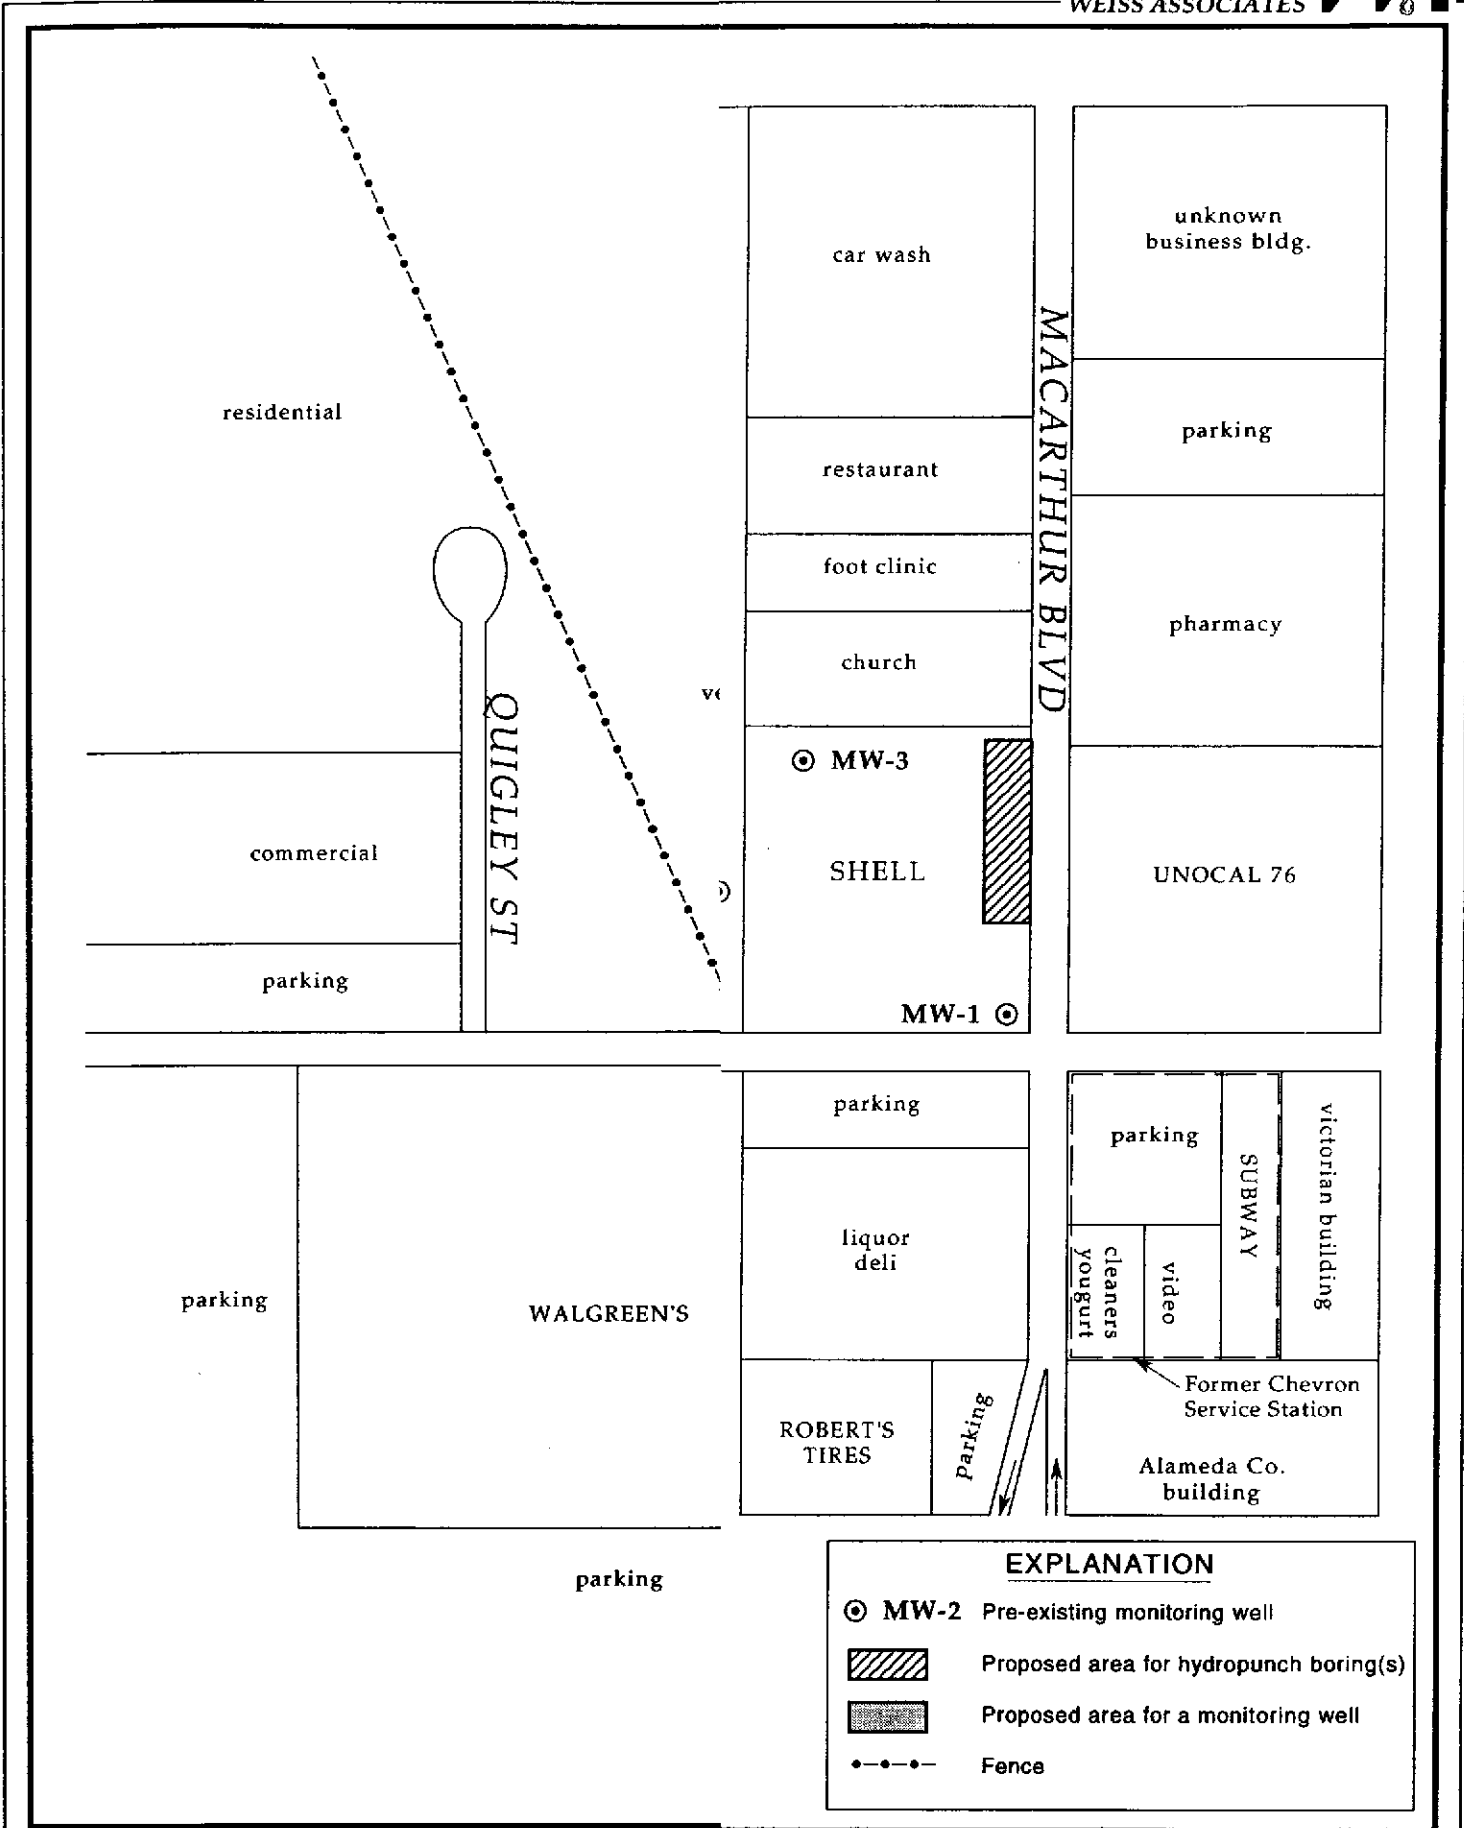 WEISS ASSOCIATES
car wash
unknown
business bldg.
residential
MACARTHUR BLVD
parking
restaurant
foot clinic
pharmacy
church
QUIGLEY ST
MW-3
commercial
SHELL
UNOCAL 76
parking
MW-1
parking
parking
SUBWAY
victorian building
liquor
deli
cleaners
yougurt
video
parking
WALGREEN'S
Former Chevron
Service Station
ROBERT'S
TIRES
Parking
Alameda Co.
building
parking
EXPLANATION
MW-2 Pre-existing monitoring well
Proposed area for hydropunch boring(s)
Proposed area for a monitoring well
Fence